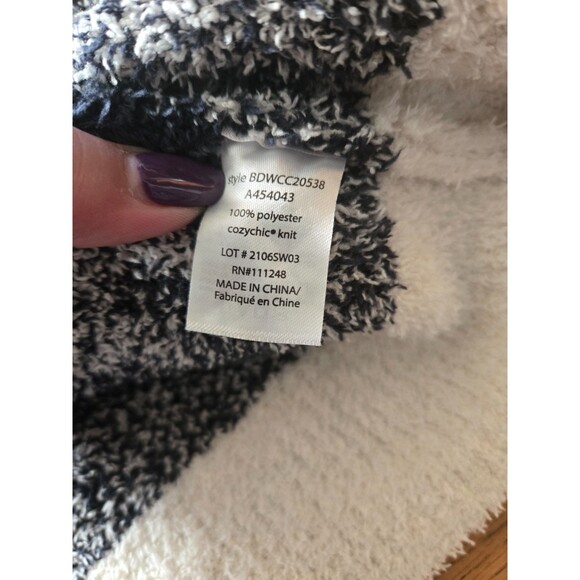 style BDWCC20538
A454043
100% polyester
cozychic® knit
LOT # 2106SW03
RN#111248
MADE IN CHINA/
Fabriqué en Chine